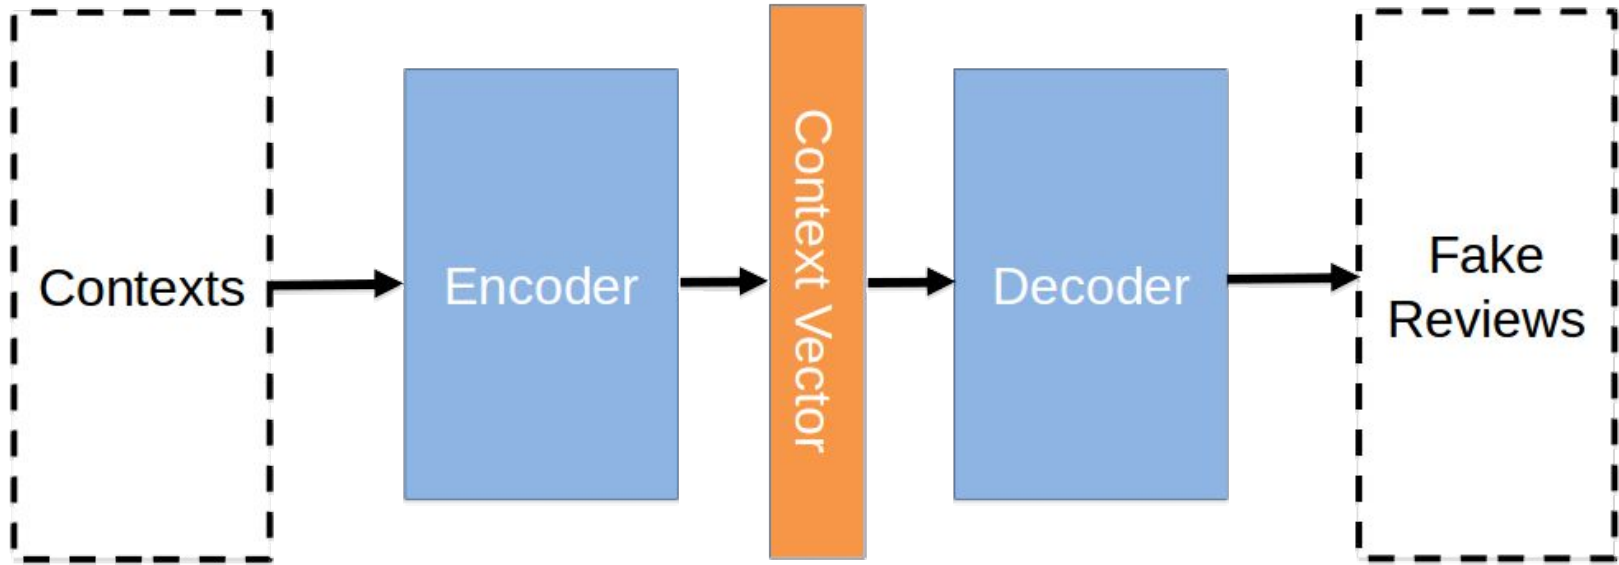 Contexts
Encoder
Context Vector
Decoder
Fake
Reviews